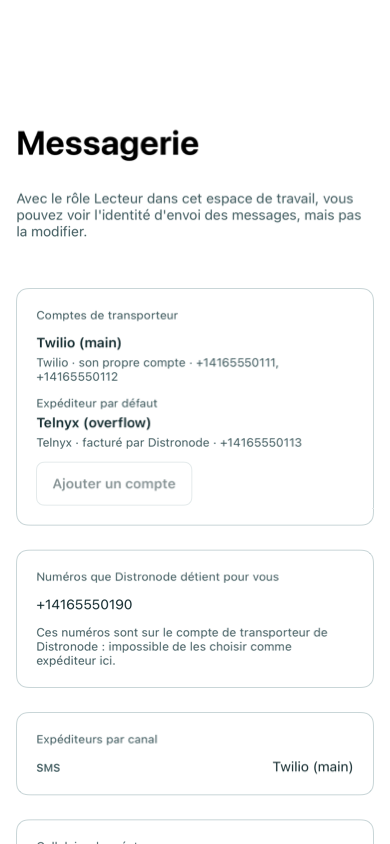 Messagerie
Avec le rôle Lecteur dans cet espace de travail, vous
pouvez voir l'identité d'envoi des messages, mais pas
la modifier.
Comptes de transporteur
Twilio (main)
Twilio · son propre compte · +14165550111,
+14165550112
Expéditeur par défaut
Telnyx (overflow)
Telnyx · facturé par Distronode · +14165550113
Ajouter un compte
Numéros que Distronode détient pour vous
+14165550190
Ces numéros sont sur le compte de transporteur de
Distronode : impossible de les choisir comme
expéditeur ici.
Expéditeurs par canal
SMS Twilio (main)